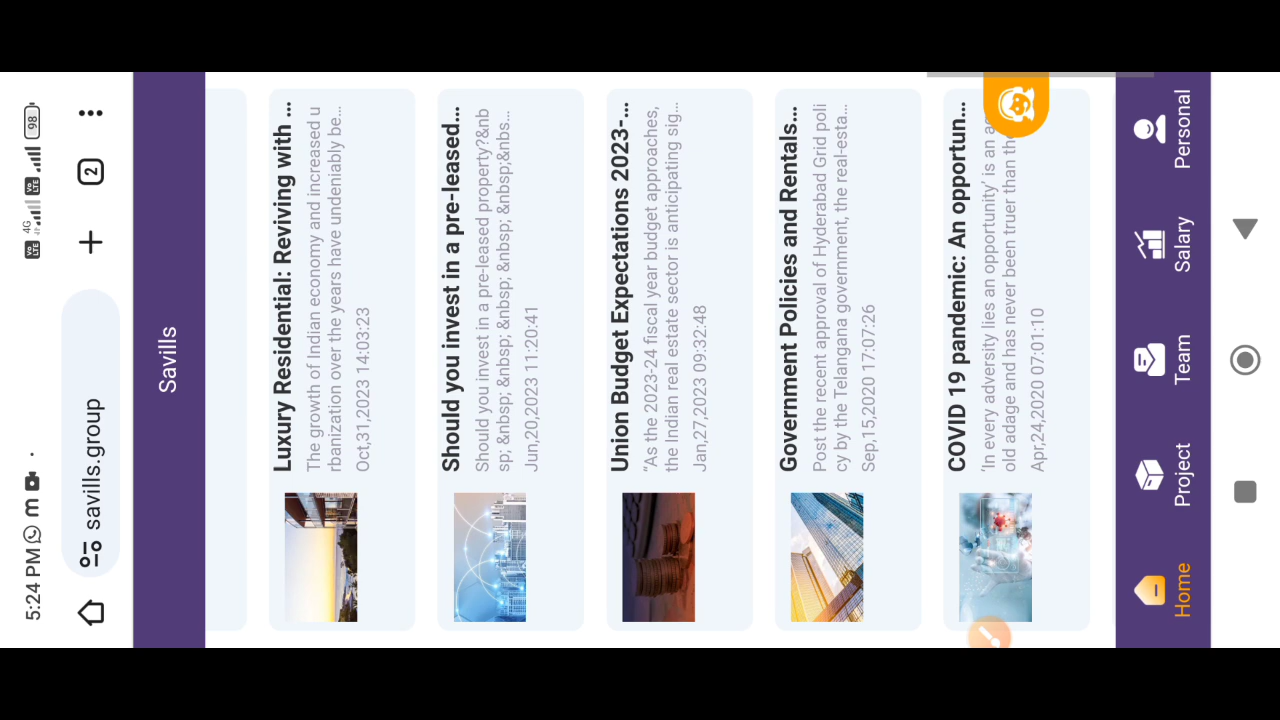 5:24 PM
4G
98
savills.group
2
Savills
Luxury Residential: Reviving with ...
The growth of Indian economy and increased u
rbanization over the years have undeniably be...
Oct,31,2023 14:03:23
Should you invest in a pre-leased...
Should you invest in a pre-leased property?&nb
sp; &nbsp; &nbsp; &nbsp; &nbsp;&nbs...
Jun,20,2023 11:20:41
Union Budget Expectations 2023-...
“As the 2023-24 fiscal year budget approaches,
the Indian real estate sector is anticipating sig...
Jan,27,2023 09:32:48
Government Policies and Rentals...
Post the recent approval of Hyderabad Grid poli
cy by the Telangana government, the real-esta...
Sep,15,2020 17:07:26
COVID 19 pandemic: An opportun...
‘In every adversity lies an opportunity’ is an
old adage and has never been truer than
Apr,24,2020 07:01:10
Home
Project
Team
Salary
Personal